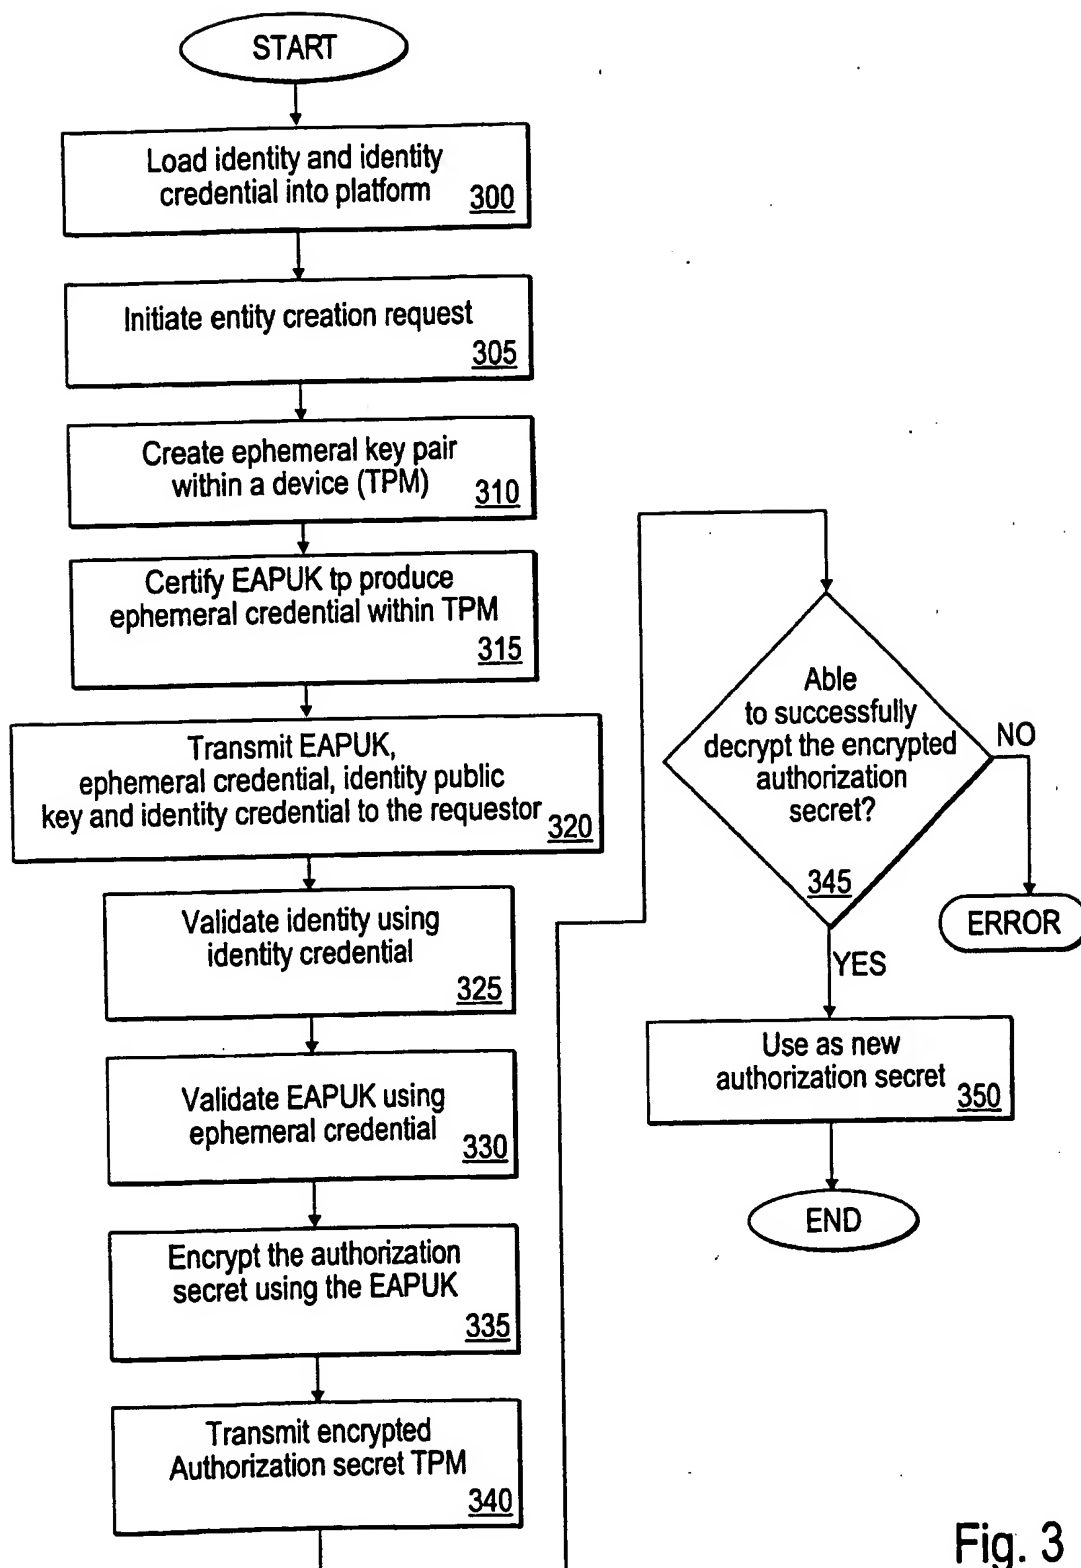 START
Load identity and identity
credential into platform
300
Initiate entity creation request
305
Create ephemeral key pair
within a device (TPM)
310
Certify EAPUK tp produce
ephemeral credential within TPM
315
Transmit EAPUK,
ephemeral credential, identity public
key and identity credential to the requestor
320
Validate identity using
identity credential
325
Validate EAPUK using
ephemeral credential
330
Encrypt the authorization
secret using the EAPUK
335
Transmit encrypted
Authorization secret TPM
340
Able
to successfully
decrypt the encrypted
authorization
secret?
345
NO
ERROR
YES
Use as new
authorization secret
350
END
Fig. 3